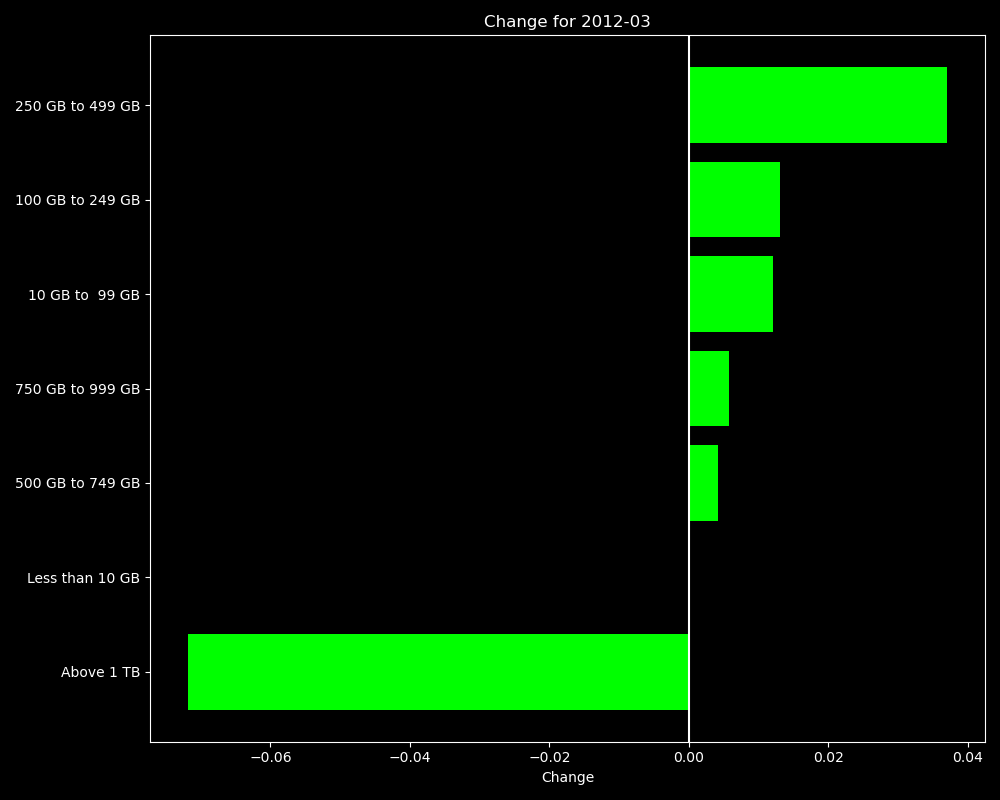 Change for 2012-03
250 GB to 499 GB
100 GB to 249 GB
10 GB to  99 GB
750 GB to 999 GB
500 GB to 749 GB
Less than 10 GB
Above 1 TB
−0.06 −0.04 −0.02 0.00 0.02 0.04
Change